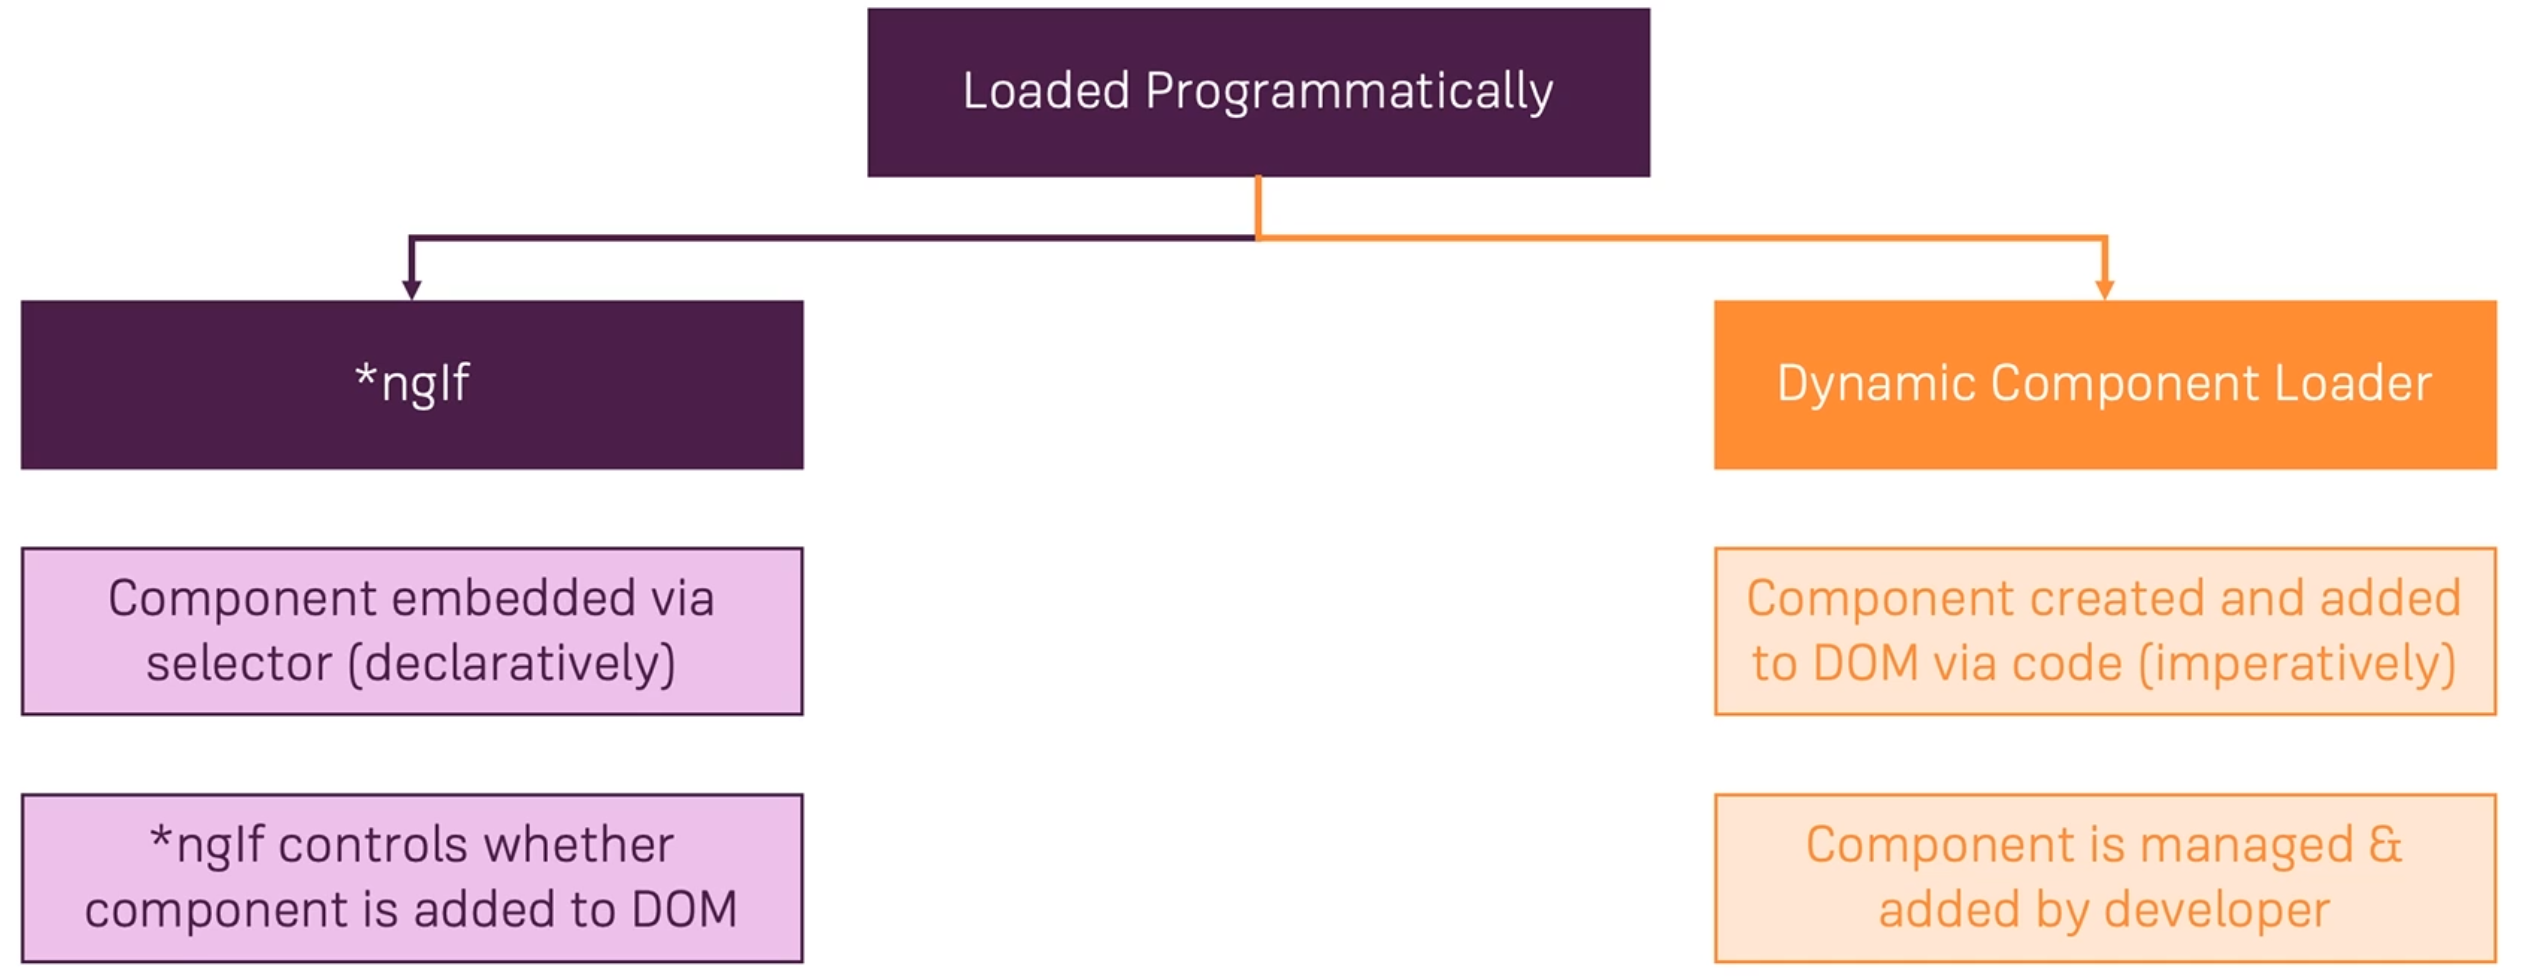 Loaded Programmatically
*ngIf
Dynamic Component Loader
Component embedded via
selector (declaratively)
Component created and added
to DOM via code (imperatively)
*ngIf controls whether
component is added to DOM
Component is managed &
added by developer